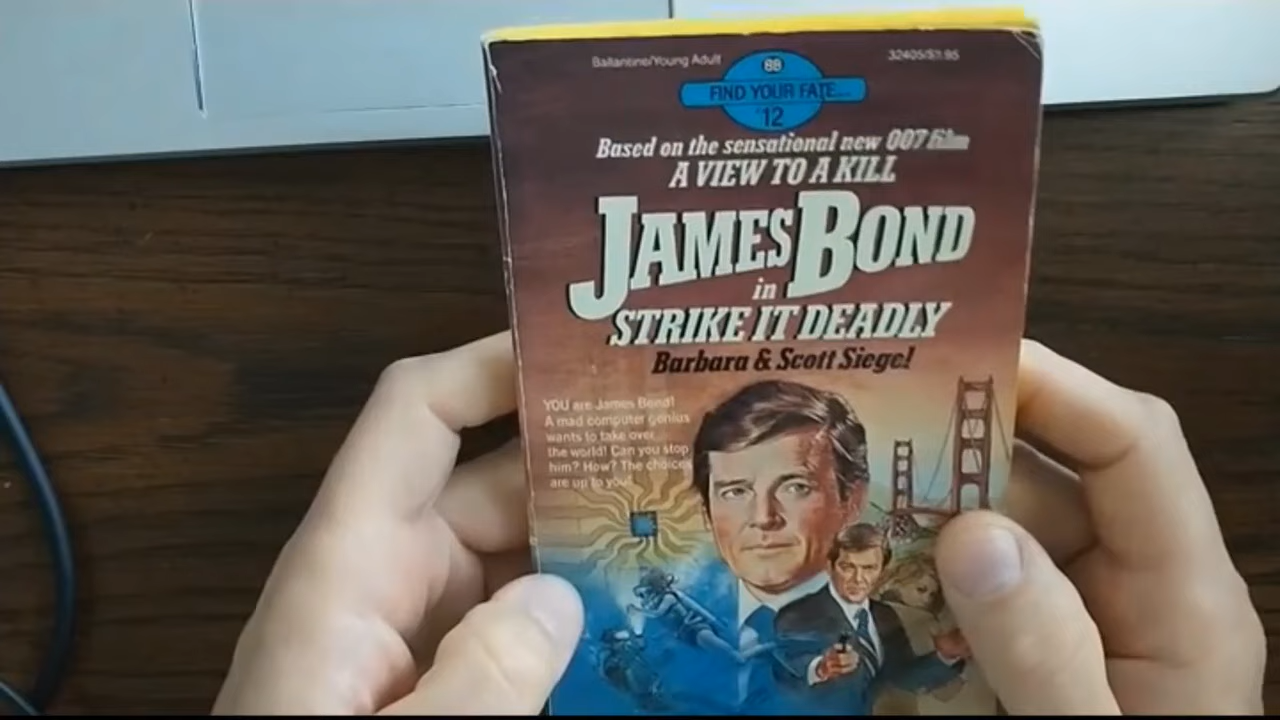 Ballantine/Young Adult
32405/$1.95
88
FIND YOUR FATE...
#12
Based on the sensational new 007 film
A VIEW TO A KILL
JAMES BOND
in
STRIKE IT DEADLY
Barbara & Scott Siegel
YOU are James Bond!
A mad computer genius
wants to take over
the world! Can you stop
him? How? The choices
are up to you!